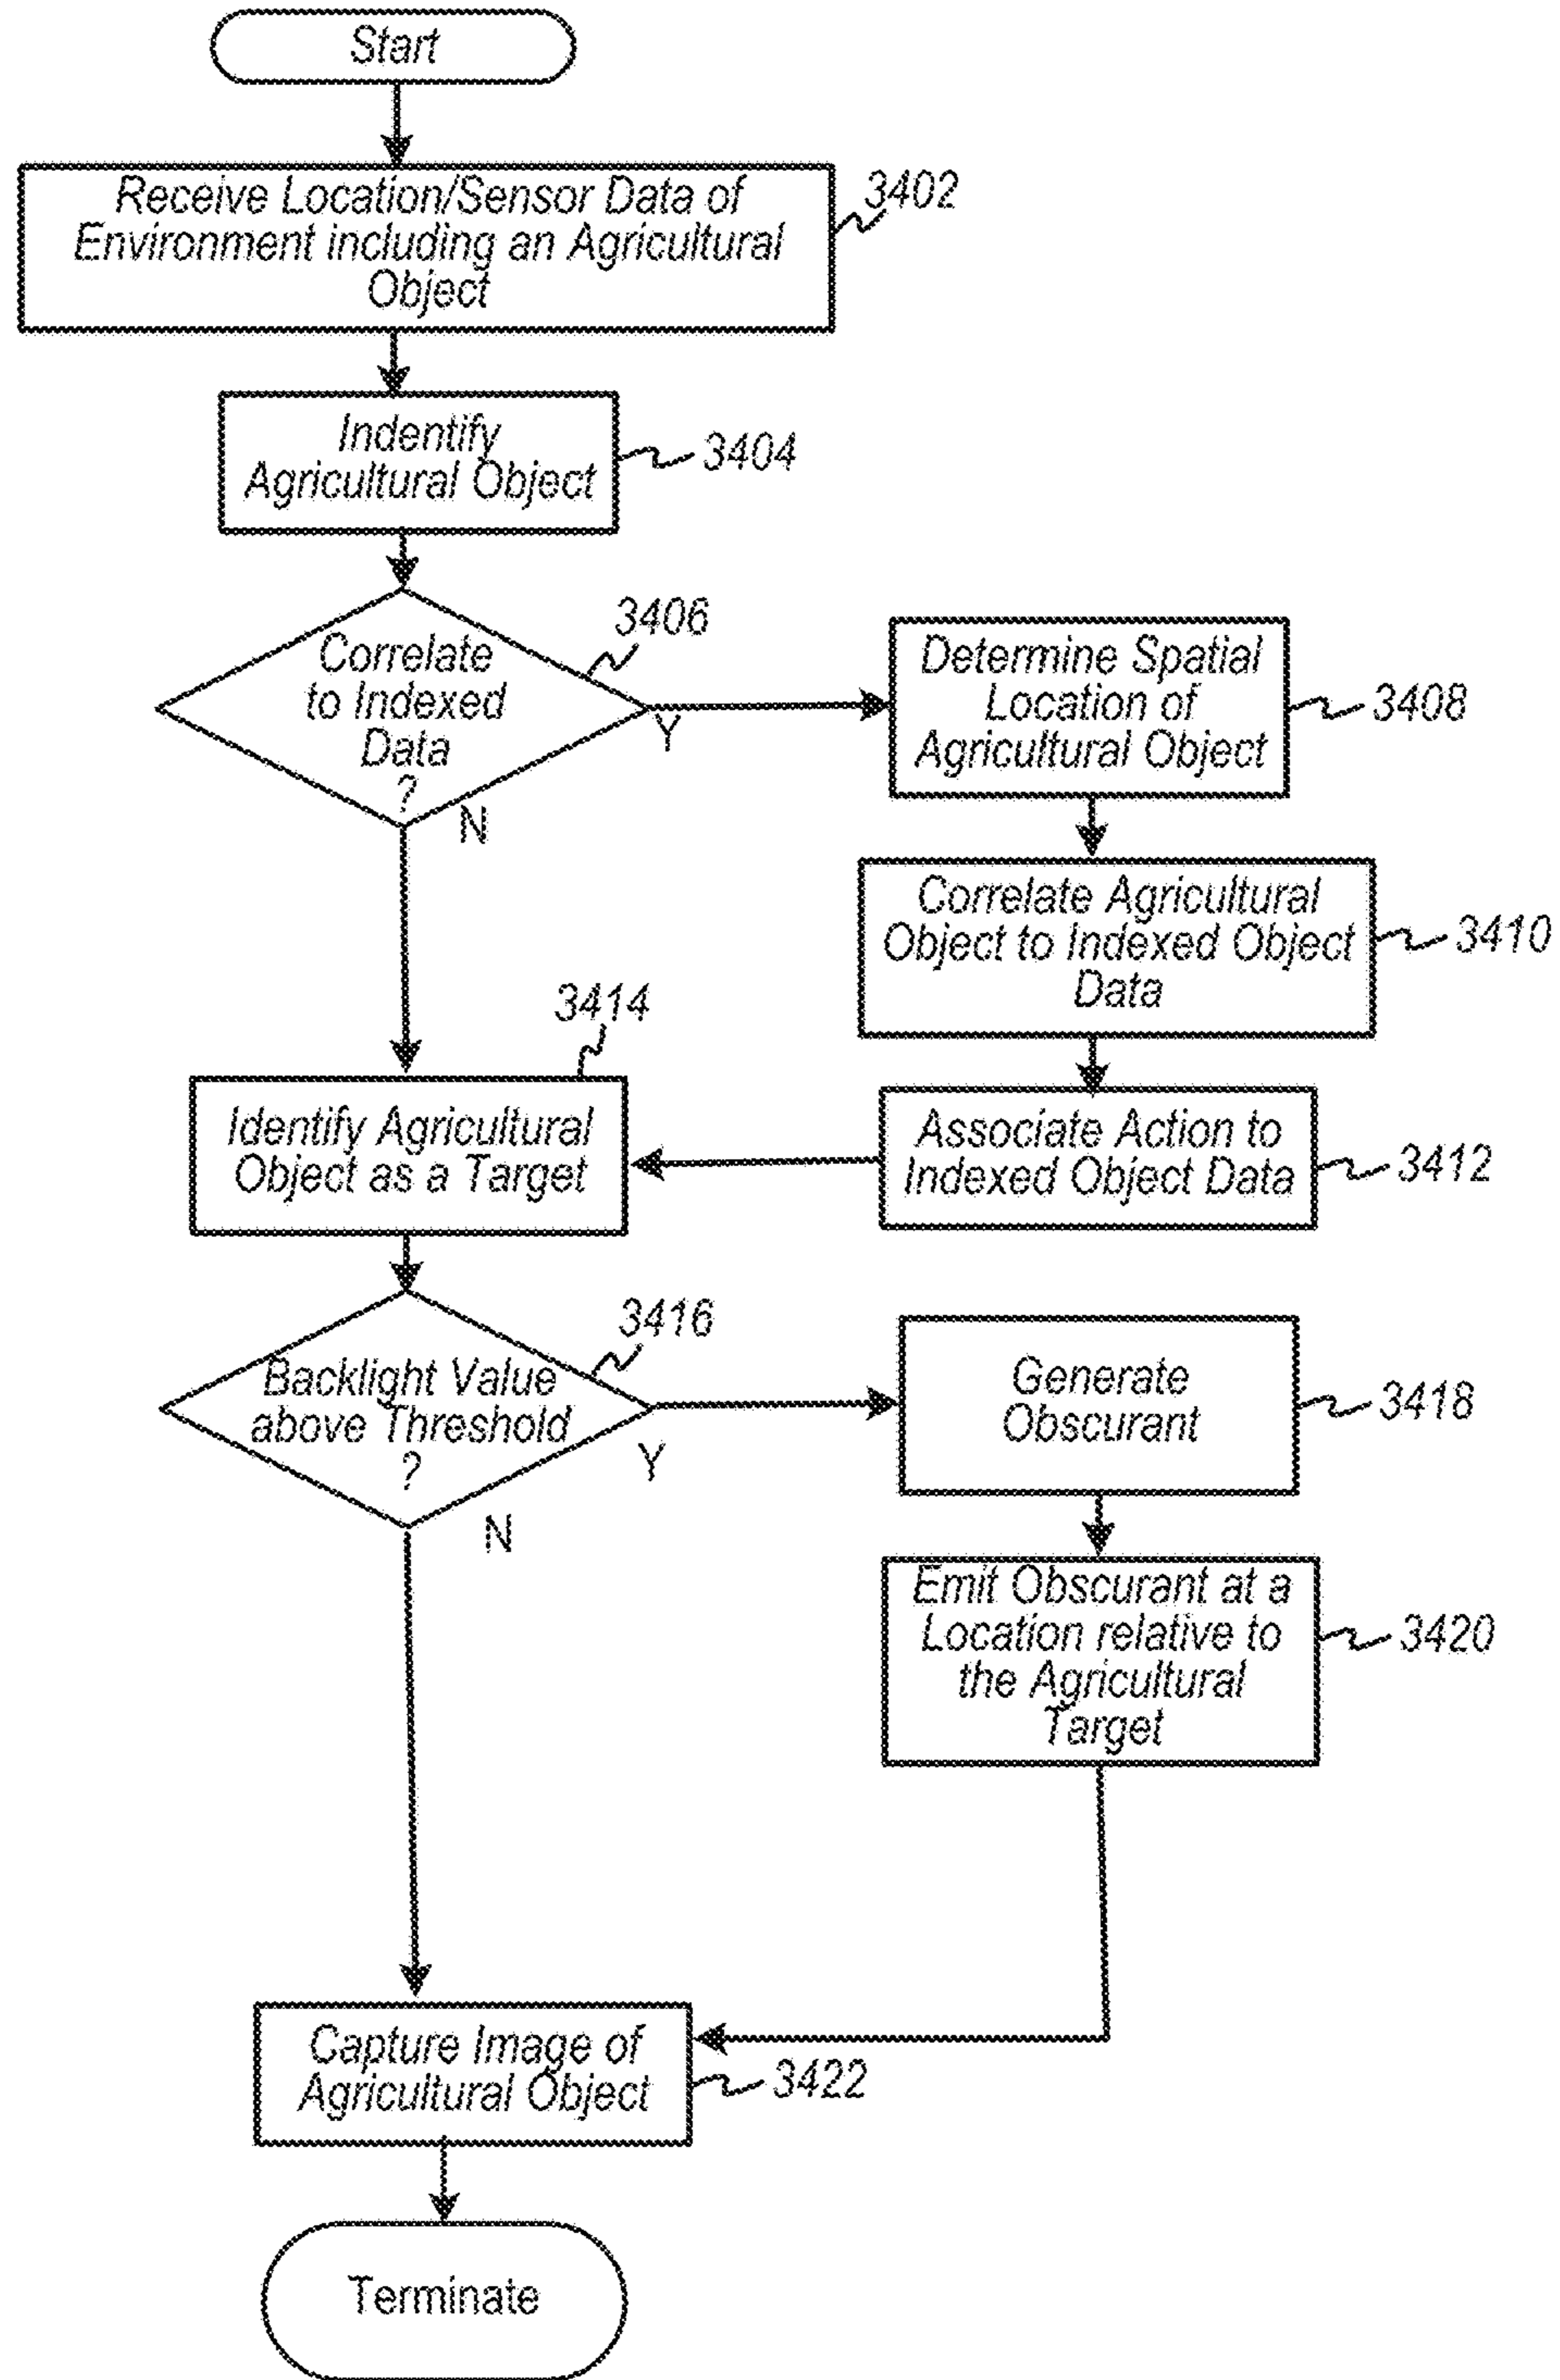 Start
Receive Location/Sensor Data of
Environment including an Agricultural
Object
3402
Indentify
Agricultural Object
3404
Correlate
to Indexed
Data
?
3406
Y
N
Determine Spatial
Location of
Agricultural Object
3408
Correlate Agricultural
Object to Indexed Object
Data
3410
Associate Action to
Indexed Object Data
3412
3414
Identify Agricultural
Object as a Target
Backlight Value
above Threshold
?
3416
Y
N
Generate
Obscurant
3418
Emit Obscurant at a
Location relative to
the Agricultural
Target
3420
Capture Image of
Agricultural Object
3422
Terminate